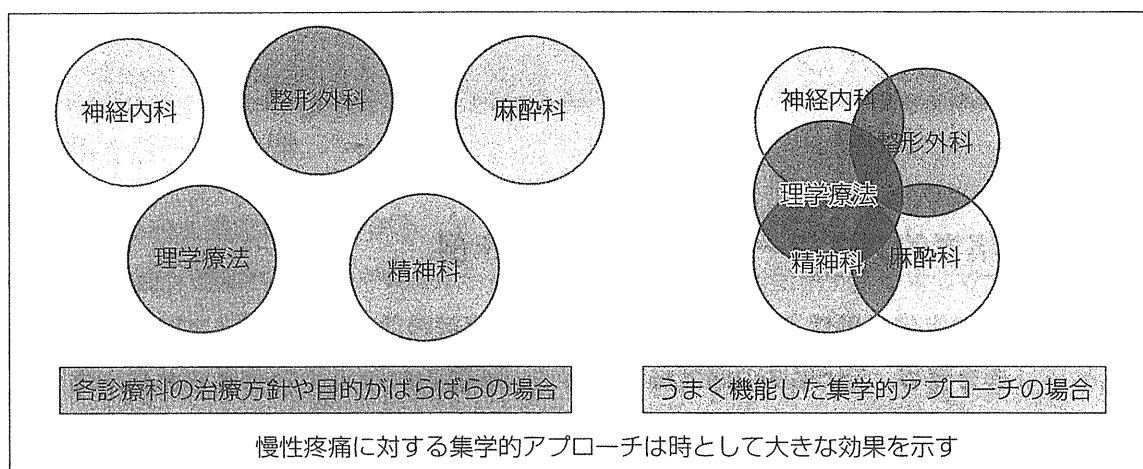 神経内科
整形外科
麻酔科
理学療法
精神科
各診療科の治療方針や目的がばらばらの場合
神経内科
整形外科
理学療法
精神科
麻酔科
うまく機能した集学的アプローチの場合
慢性疼痛に対する集学的アプローチは時として大きな効果を示す